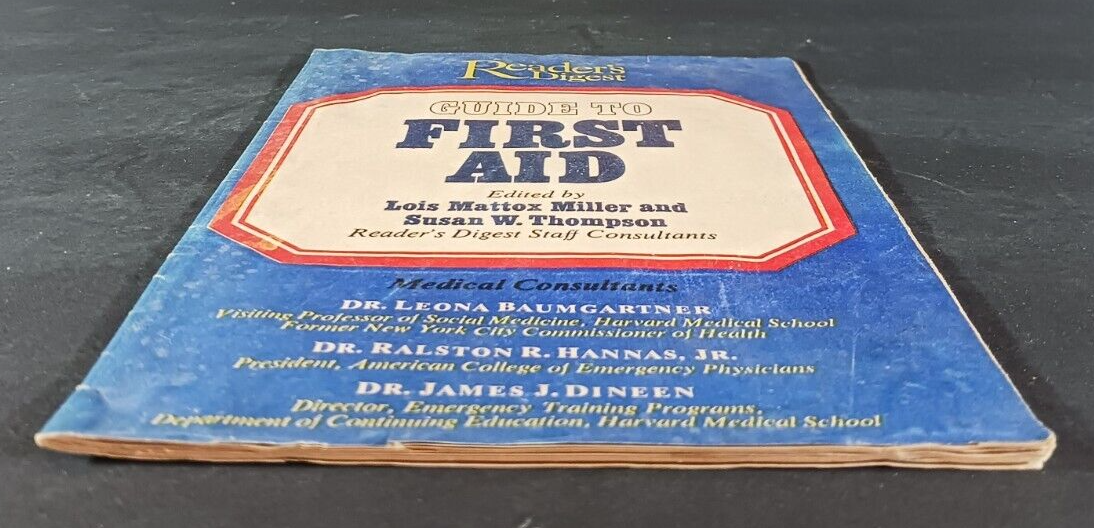 Reader's
Digest
GUIDE TO
FIRST
AID
Edited by
Lois Mattox Miller and
Susan W. Thompson
Reader's Digest Staff Consultants
Medical Consultants
DR. LEONA BAUMGARTNER
Visiting Professor of Social Medicine, Harvard Medical School
Former New York City Commissioner of Health
DR. RALSTON R. HANNAS, JR.
President, American College of Emergency Physicians
DR. JAMES J. DINEEN
Director, Emergency Training Programs,
Department of Continuing Education, Harvard Medical School